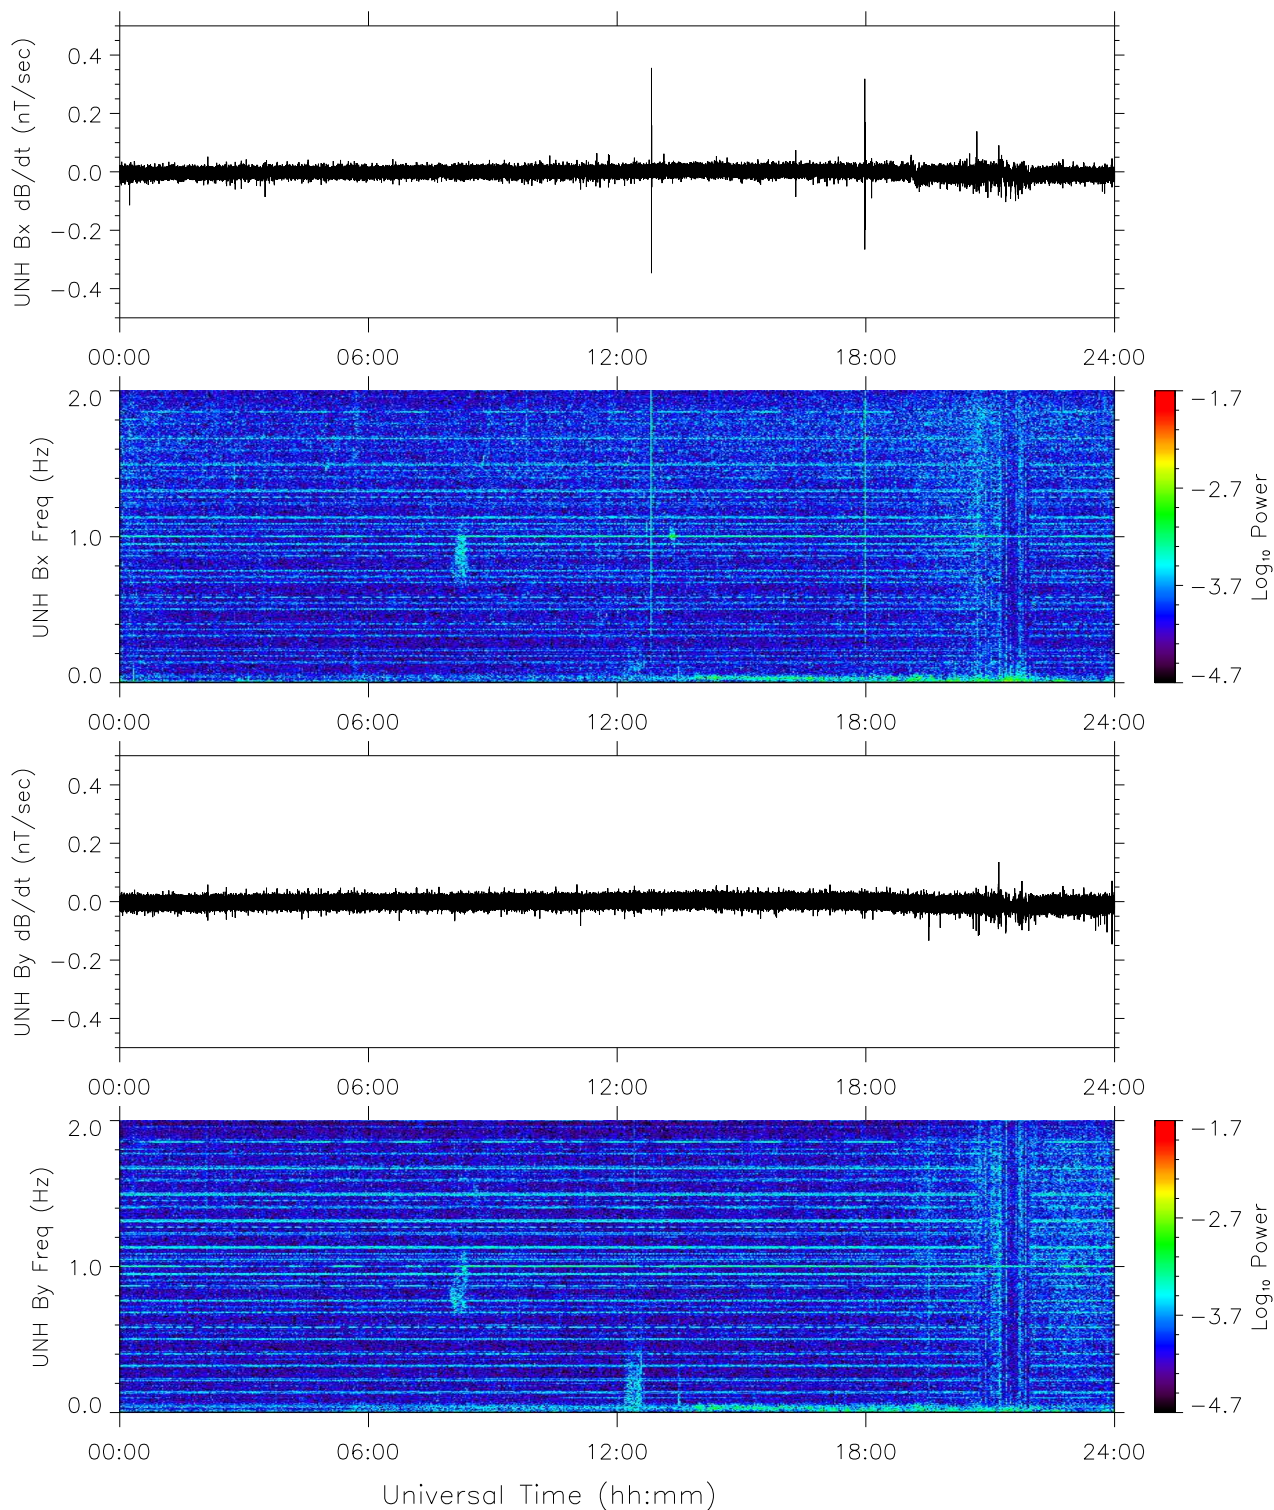 UNH Bx dB/dt (nT/sec)
0.4
0.2
0.0
−0.2
−0.4
00:00 06:00 12:00 18:00 24:00
UNH Bx Freq (Hz)
2.0
1.0
0.0
−1.7
−2.7
−3.7
−4.7
Log10 Power
00:00 06:00 12:00 18:00 24:00
UNH By dB/dt (nT/sec)
0.4
0.2
0.0
−0.2
−0.4
00:00 06:00 12:00 18:00 24:00
UNH By Freq (Hz)
2.0
1.0
0.0
−1.7
−2.7
−3.7
−4.7
Log10 Power
00:00 06:00 12:00 18:00 24:00
Universal Time (hh:mm)